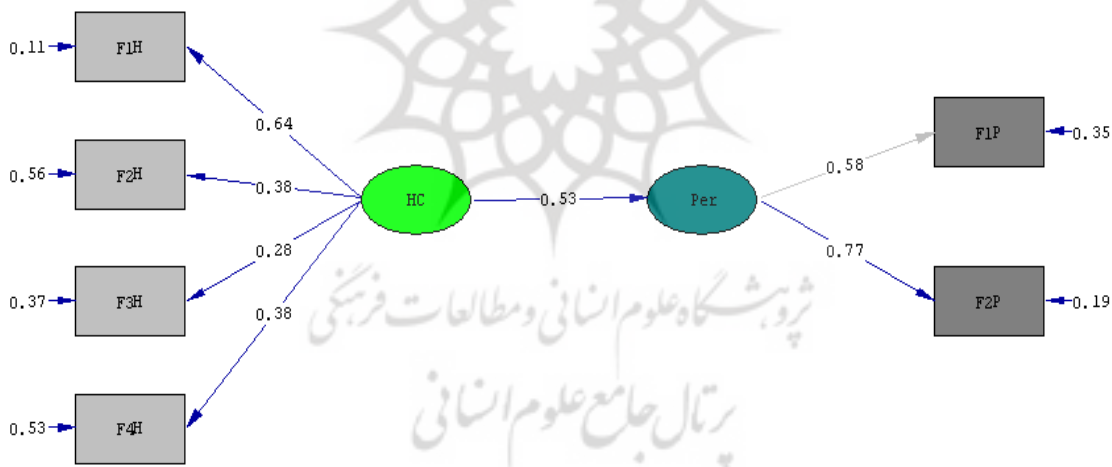 0.11 F1H
0.64
F1P 0.35
0.58
0.56 F2H
0.38
HC 0.53 Per
0.28
0.77
0.37 F3H
0.38
F2P 0.19
پژوهشگاه علوم انسانی و مطالعات فرهنگی
پرتال جامع علوم انسانی
0.53 F4H